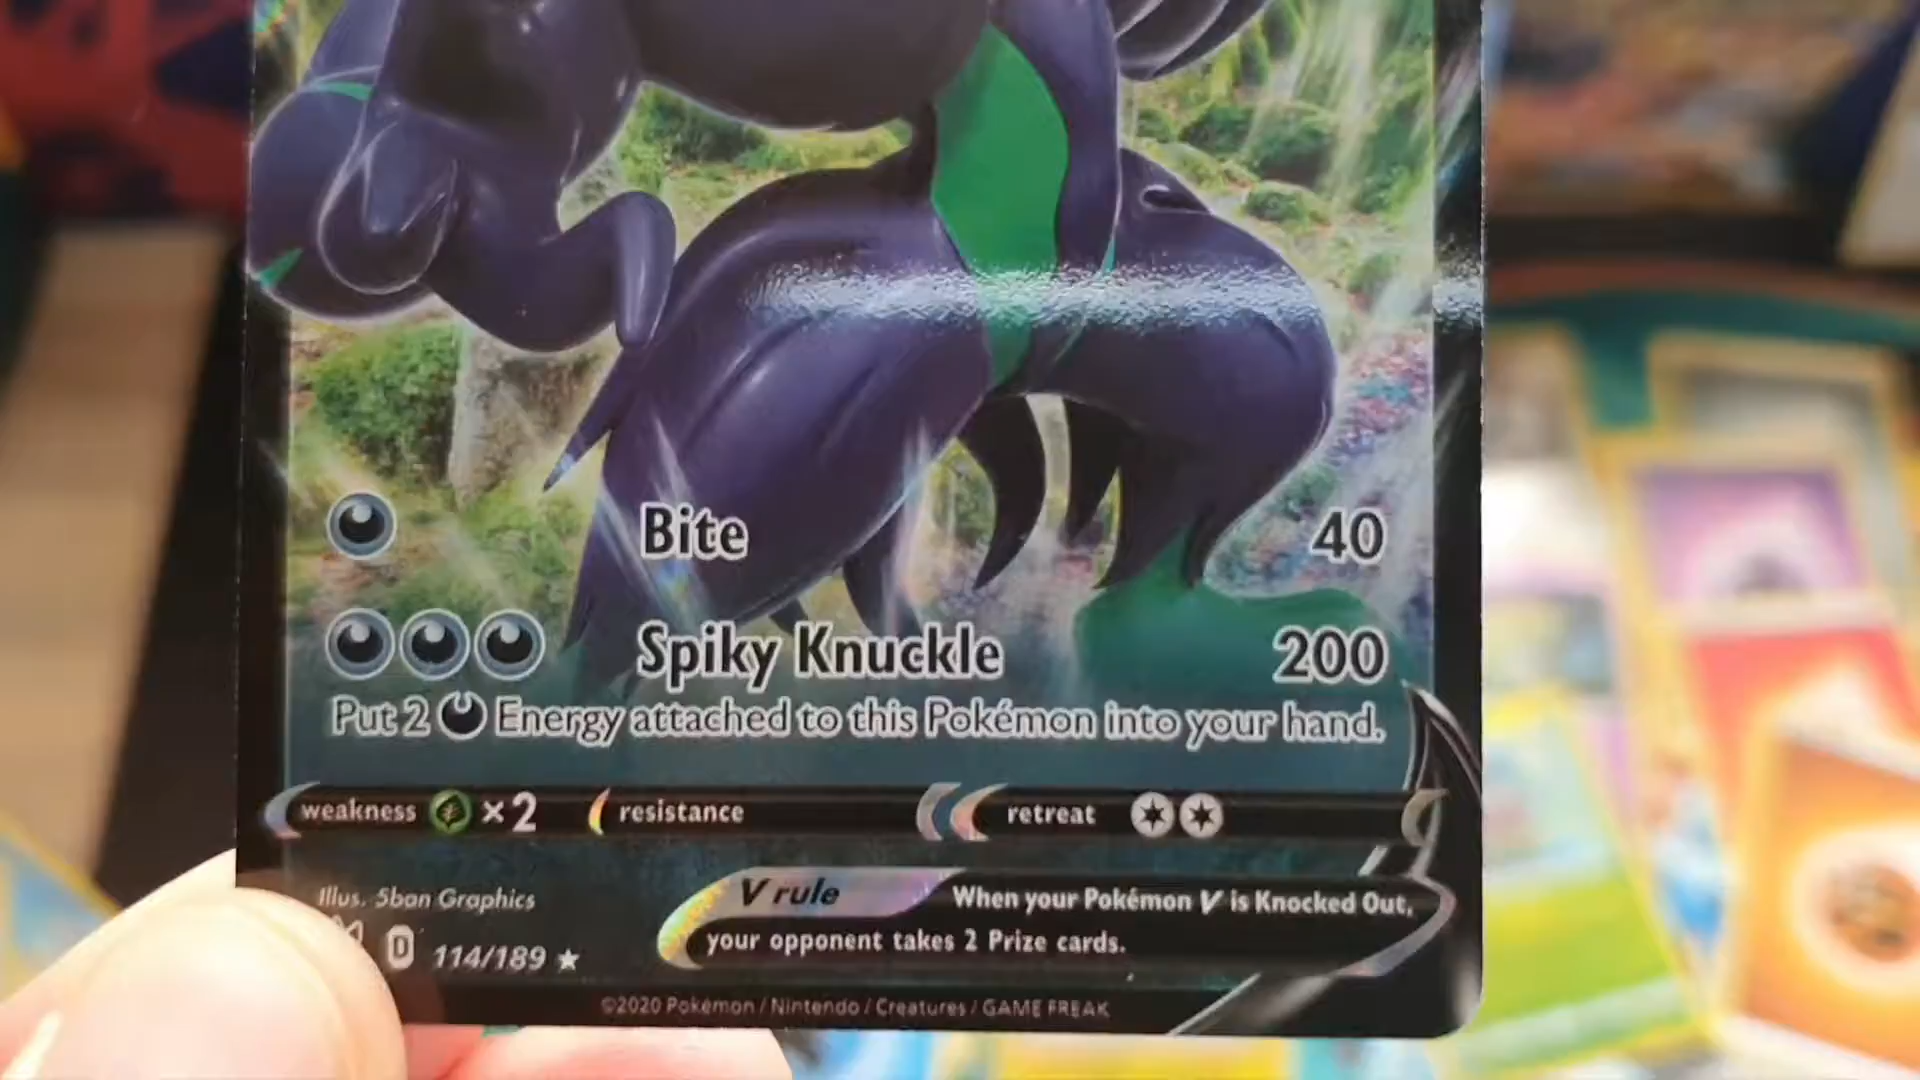 Bite 40
Spiky Knuckle 200
Put 2 Energy attached to this Pokémon into your hand.
weakness ×2 resistance retreat
Illus. 5ban Graphics
V rule When your Pokémon V is Knocked Out,
your opponent takes 2 Prize cards.
D 114/189 ★
©2020 Pokémon / Nintendo / Creatures / GAME FREAK